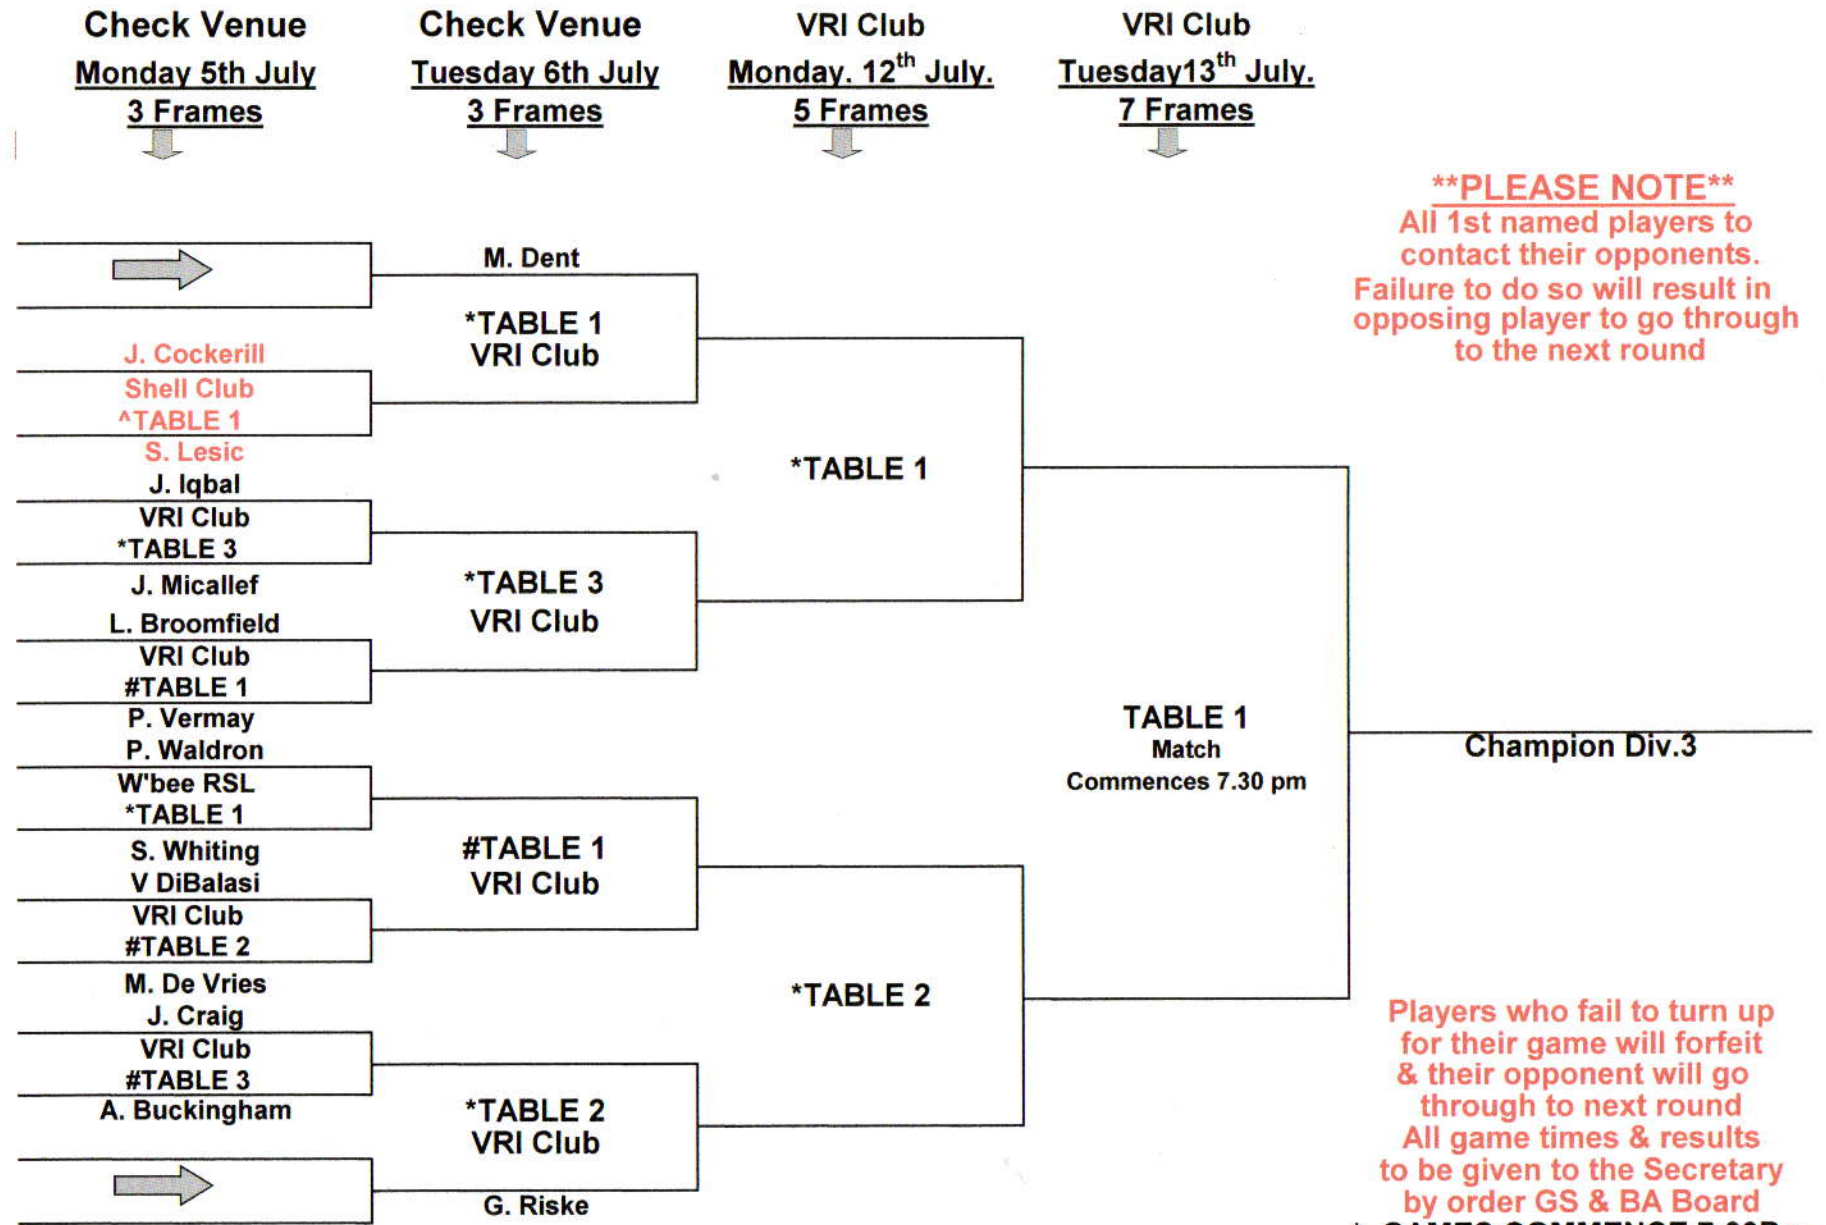 Check Venue
Monday 5th July
3 Frames
Check Venue
Tuesday 6th July
3 Frames
VRI Club
Monday. 12th July.
5 Frames
VRI Club
Tuesday13th July.
7 Frames
**PLEASE NOTE**
All 1st named players to
contact their opponents.
Failure to do so will result in
opposing player to go through
to the next round
J. Cockerill
Shell Club
^TABLE 1
S. Lesic
J. Iqbal
VRI Club
*TABLE 3
J. Micallef
L. Broomfield
VRI Club
#TABLE 1
P. Vermay
P. Waldron
W'bee RSL
*TABLE 1
S. Whiting
V DiBalasi
VRI Club
#TABLE 2
M. De Vries
J. Craig
VRI Club
#TABLE 3
A. Buckingham
M. Dent
*TABLE 1
VRI Club
*TABLE 3
VRI Club
#TABLE 1
VRI Club
*TABLE 2
VRI Club
G. Riske
*TABLE 1
*TABLE 2
TABLE 1
Match
Commences 7.30 pm
Champion Div.3
Players who fail to turn up
for their game will forfeit
& their opponent will go
through to next round
All game times & results
to be given to the Secretary
by order GS & BA Board
GAMES COMMENCE